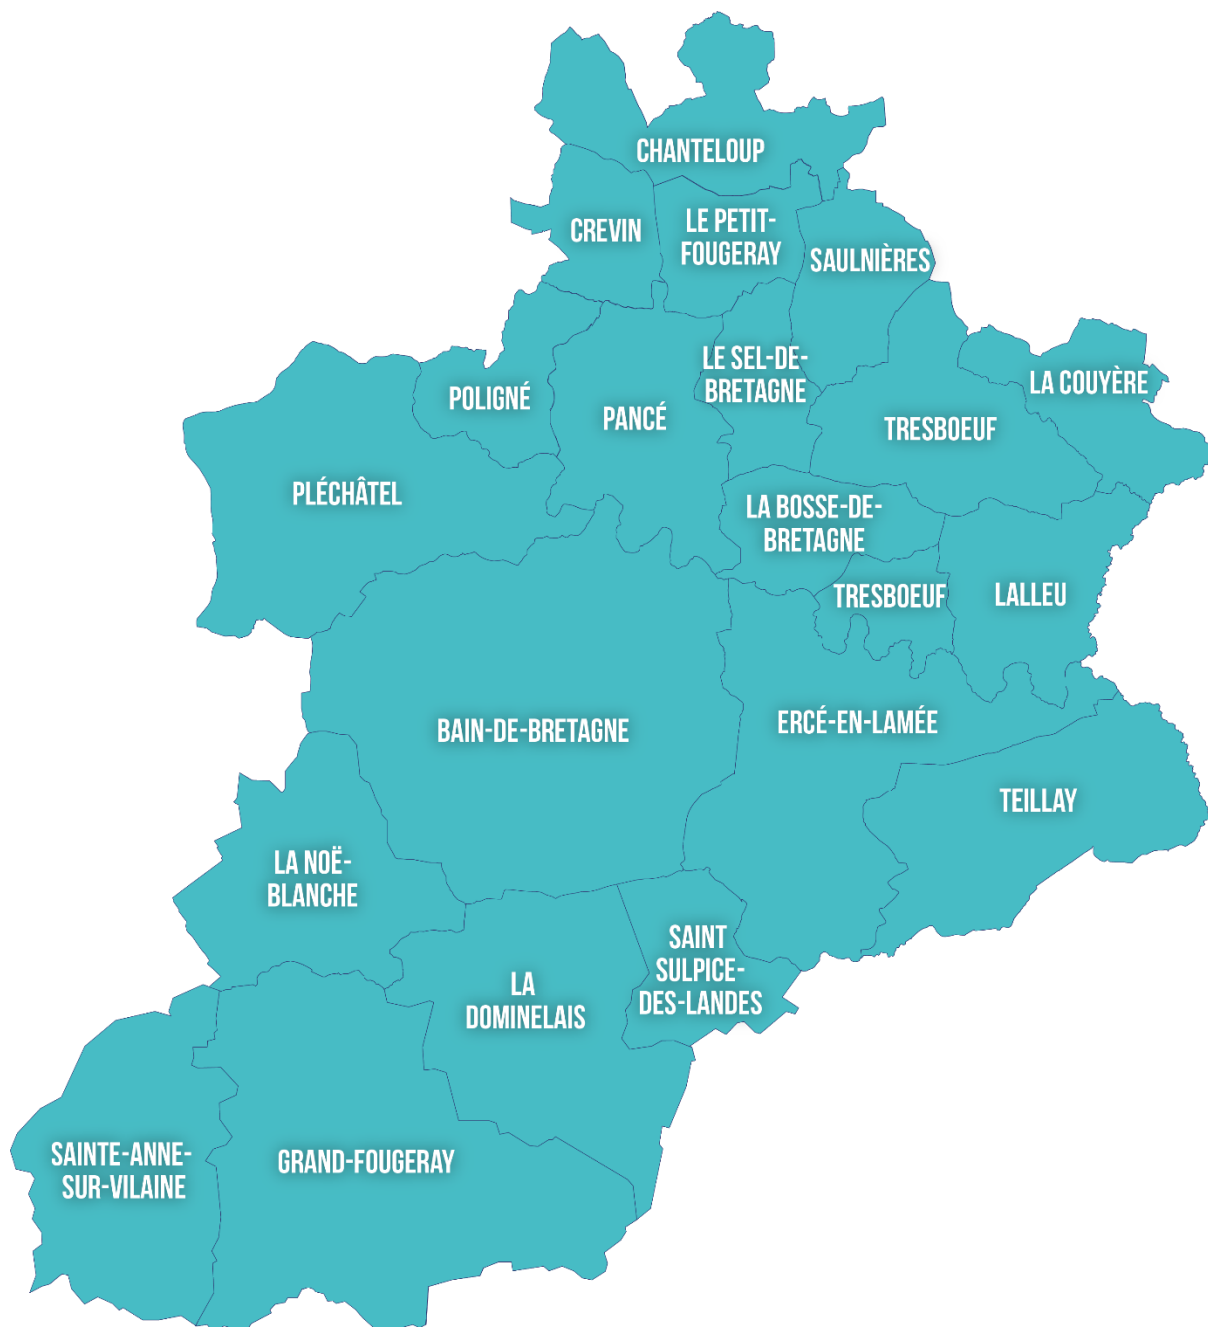 CHANTELOUP
CREVIN
LE PETIT-
FOUGERAY
SAULNIÈRES
LE SEL-DE-
BRETAGNE
LA COUYÈRE
POLIGNÉ
PANCÉ
TRESBOEUF
PLÉCHÂTEL
LA BOSSE-DE-
BRETAGNE
TRESBOEUF
LALLEU
BAIN-DE-BRETAGNE
ERCÉ-EN-LAMÉE
TEILLAY
LA NOË-
BLANCHE
SAINT
SULPICE-
DES-LANDES
LA
DOMINELAIS
SAINTE-ANNE-
SUR-VILAINE
GRAND-FOUGERAY